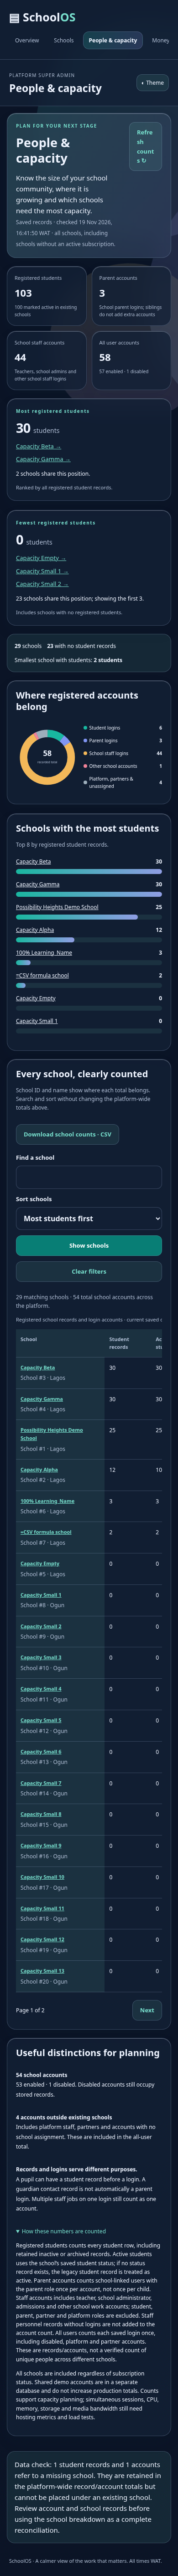 SchoolOS
Overview Schools People & capacity Money
PLATFORM SUPER ADMIN
People & capacity
Theme
PLAN FOR YOUR NEXT STAGE
People &
capacity
Refre
sh
count
s ↻
Know the size of your school
community, where it is
growing and which schools
need the most capacity.
Saved records · checked 19 Nov 2026,
16:41:50 WAT · all schools, including
schools without an active subscription.
Registered students
103
100 marked active in existing
schools
Parent accounts
3
School parent logins; siblings
do not add extra accounts
School staff accounts
44
Teachers, school admins and
other school staff logins
All user accounts
58
57 enabled · 1 disabled
Most registered students
30 students
Capacity Beta →
Capacity Gamma →
2 schools share this position.
Ranked by all registered student records.
Fewest registered students
0 students
Capacity Empty →
Capacity Small 1 →
Capacity Small 2 →
23 schools share this position; showing the first 3.
Includes schools with no registered students.
29 schools 23 with no student records
Smallest school with students: 2 students
Where registered accounts
belong
58
Student logins 6
Parent logins 3
School staff logins 44
Other school accounts 1
Platform, partners &
unassigned 4
Schools with the most students
Top 8 by registered student records.
Capacity Beta 30
Capacity Gamma 30
Possibility Heights Demo School 25
Capacity Alpha 12
100% Learning_Name 3
=CSV formula school 2
Capacity Empty 0
Capacity Small 1 0
Every school, clearly counted
School ID and name show where each total belongs.
Search and sort without changing the platform-wide
totals above.
Download school counts · CSV
Find a school
Sort schools
Most students first
Show schools
Clear filters
29 matching schools · 54 total school accounts across
the platform.
Registered school records and login accounts · current saved
School Student
records
Capacity Beta 30 30
School #3 · Lagos
Capacity Gamma 30 30
School #4 · Lagos
Possibility Heights Demo
School 25 25
School #1 · Lagos
Capacity Alpha 12 10
School #2 · Lagos
100% Learning_Name 3 3
School #6 · Lagos
=CSV formula school 2 2
School #7 · Lagos
Capacity Empty 0 0
School #5 · Lagos
Capacity Small 1 0 0
School #8 · Ogun
Capacity Small 2 0 0
School #9 · Ogun
Capacity Small 3 0 0
School #10 · Ogun
Capacity Small 4 0 0
School #11 · Ogun
Capacity Small 5 0 0
School #12 · Ogun
Capacity Small 6 0 0
School #13 · Ogun
Capacity Small 7 0 0
School #14 · Ogun
Capacity Small 8 0 0
School #15 · Ogun
Capacity Small 9 0 0
School #16 · Ogun
Capacity Small 10 0 0
School #17 · Ogun
Capacity Small 11 0 0
School #18 · Ogun
Capacity Small 12 0 0
School #19 · Ogun
Capacity Small 13 0 0
School #20 · Ogun
Page 1 of 2
Next
Useful distinctions for planning
54 school accounts
53 enabled · 1 disabled. Disabled accounts still occupy
stored records.
4 accounts outside existing schools
Includes platform staff, partners and accounts with no
school assignment. These are included in the all-user
total.
Records and logins serve different purposes.
A pupil can have a student record before a login. A
guardian contact record is not automatically a parent
login. Multiple staff jobs on one login still count as one
account.
▼ How these numbers are counted
Registered students counts every student row, including
retained inactive or archived records. Active students
uses the school's saved student status; if no status
record exists, the legacy student record is treated as
active. Parent accounts counts school-linked users with
the parent role once per account, not once per child.
Staff accounts includes teacher, school administrator,
admissions and other school work accounts; student,
parent, partner and platform roles are excluded. Staff
personnel records without logins are not added to the
account count. All users counts each saved login once,
including disabled, platform and partner accounts.
These are records/accounts, not a verified count of
unique people across different schools.
All schools are included regardless of subscription
status. Shared demo accounts are in a separate
database and do not increase production totals. Counts
support capacity planning; simultaneous sessions, CPU,
memory, storage and media bandwidth still need
hosting metrics and load tests.
Data check: 1 student records and 1 accounts
refer to a missing school. They are retained in
the platform-wide record/account totals but
cannot be placed under an existing school.
Review account and school records before
using the school breakdown as a complete
reconciliation.
SchoolOS · A calmer view of the work that matters. All times WAT.